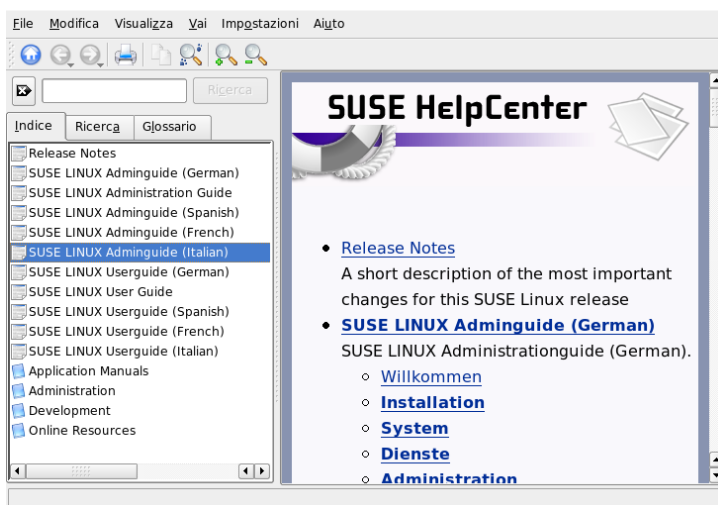 File Modifica Visualizza Vai Impostazioni Aiuto
Ricerca
Indice Ricerca Glossario
Release Notes
SUSE LINUX Adminguide (German)
SUSE LINUX Administration Guide
SUSE LINUX Adminguide (Spanish)
SUSE LINUX Adminguide (French)
SUSE LINUX Adminguide (Italian)
SUSE LINUX Userguide (German)
SUSE LINUX User Guide
SUSE LINUX Userguide (Spanish)
SUSE LINUX Userguide (French)
SUSE LINUX Userguide (Italian)
Application Manuals
Administration
Development
Online Resources
SUSE HelpCenter
Release Notes
A short description of the most important
changes for this SUSE Linux release
SUSE LINUX Adminguide (German)
SUSE LINUX Administrationguide (German).
Willkommen
Installation
System
Dienste
Administration